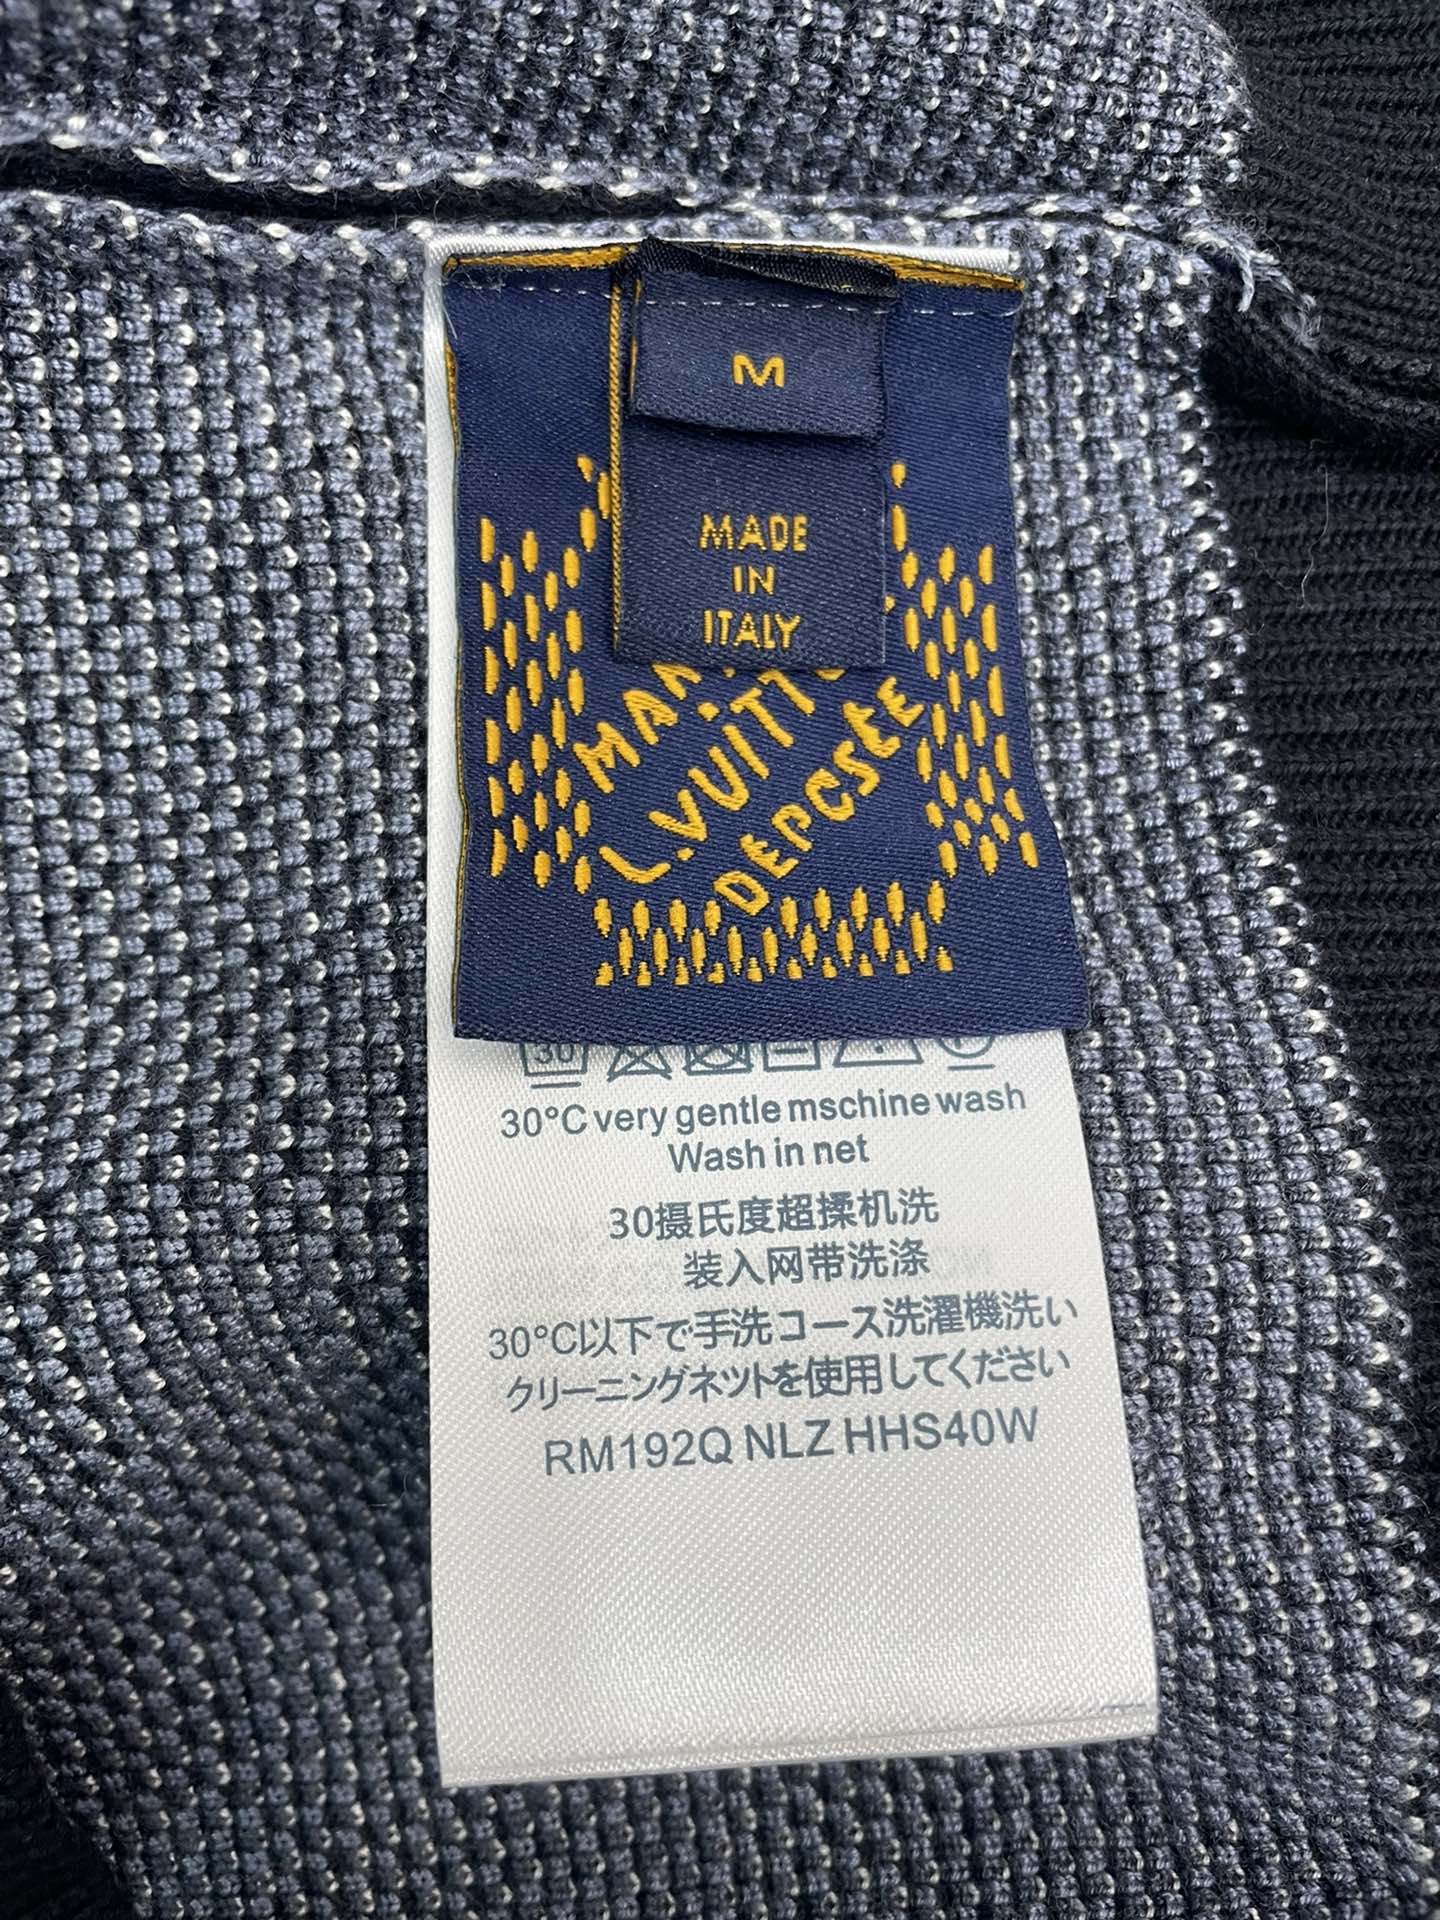 M
MADE
IN
ITALY
L.VUITTO
DEPCStE
30
30°C very gentle mschine wash
Wash in net
30摄氏度超揉机洗
装入网带洗涤
30°C以下で手洗コース洗濯機洗い
クリーニングネットを使用してください
RM192Q NLZ HHS40W